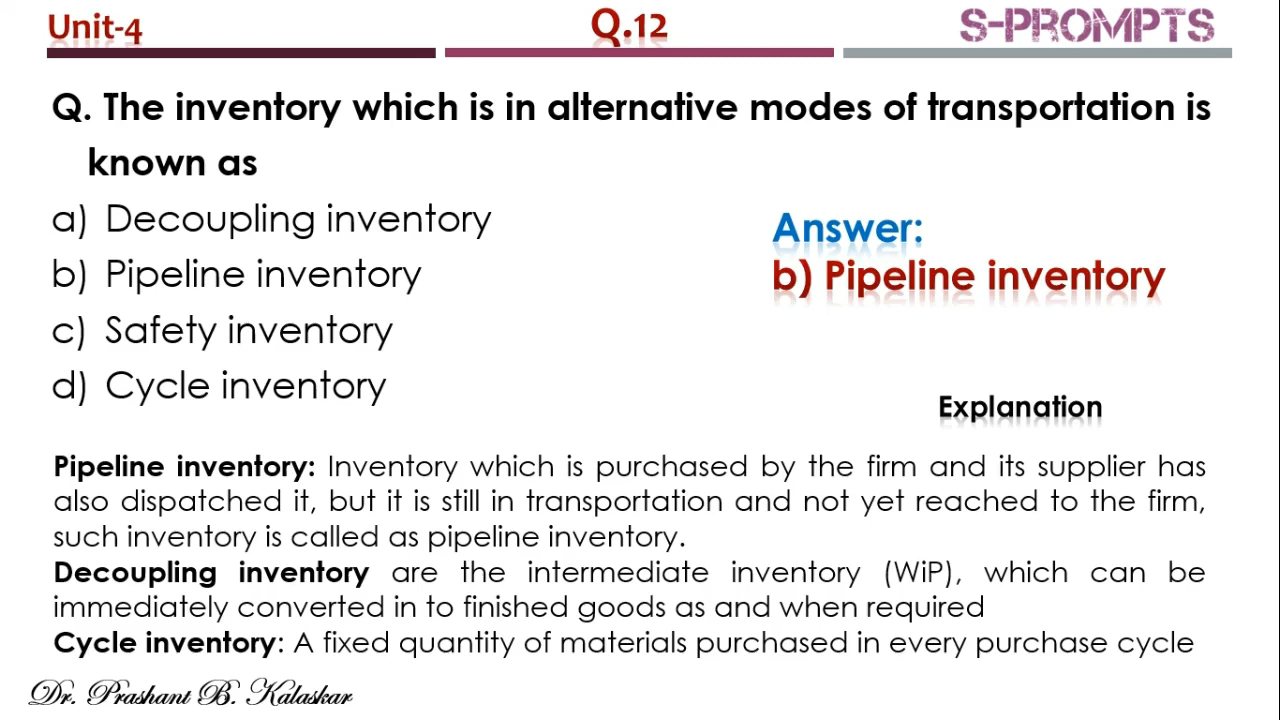 Unit-4
Q.12
S-PROMPTS
Q. The inventory which is in alternative modes of transportation is
known as
a) Decoupling inventory
b) Pipeline inventory
c) Safety inventory
d) Cycle inventory
Answer:
b) Pipeline inventory
Explanation
Pipeline inventory: Inventory which is purchased by the firm and its supplier has
also dispatched it, but it is still in transportation and not yet reached to the firm,
such inventory is called as pipeline inventory.
Decoupling inventory are the intermediate inventory (WiP), which can be
immediately converted in to finished goods as and when required
Cycle inventory: A fixed quantity of materials purchased in every purchase cycle
Dr. Prashant B. Kalaskar